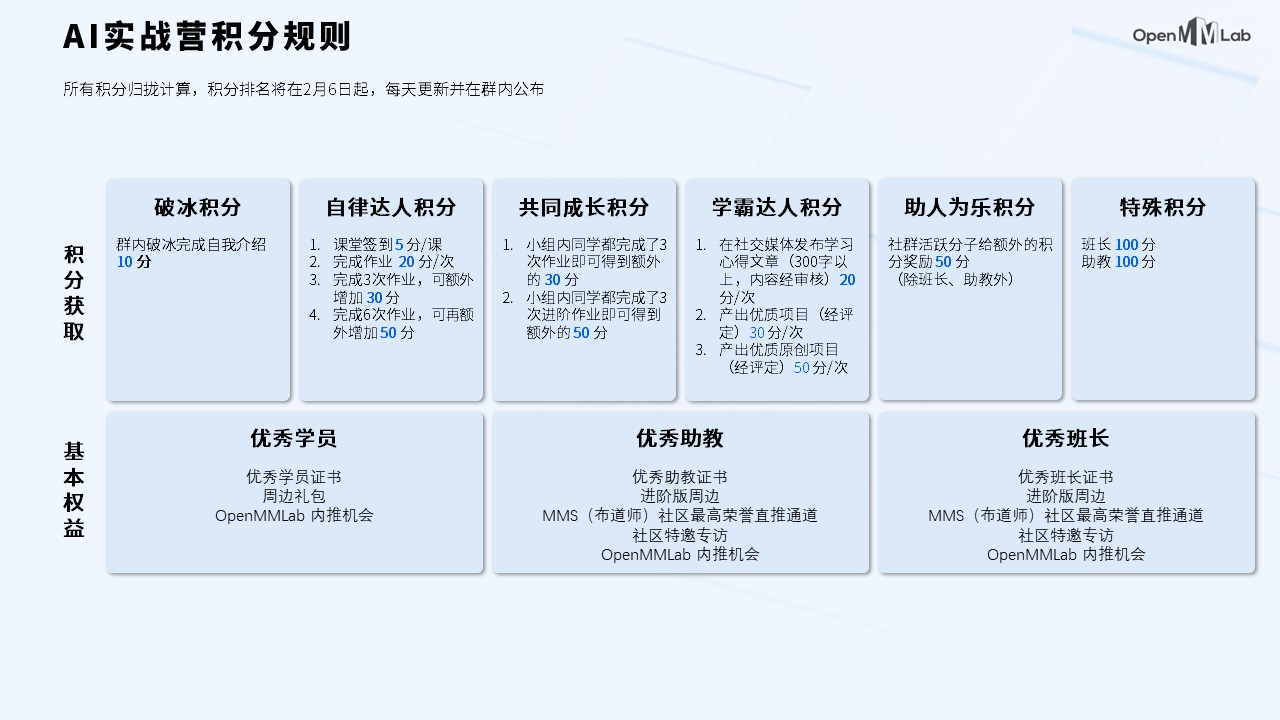 AI实战营积分规则
OpenMMLab
所有积分归拢计算，积分排名将在2月6日起，每天更新并在群内公布
积分获取
破冰积分
群内破冰完成自我介绍
10 分
自律达人积分
1. 课堂签到 5 分/课
2. 完成作业 20 分/次
3. 完成3次作业，可额外
增加 30 分
4. 完成6次作业，可再额
外增加 50 分
共同成长积分
1. 小组内同学都完成了3
次作业即可得到额外
的 30 分
2. 小组内同学都完成了3
次进阶作业即可得到
额外的 50 分
学霸达人积分
1. 在社交媒体发布学习
心得文章（300字以
上，内容经审核）20
分/次
2. 产出优质项目（经评
定）30 分/次
3. 产出优质原创项目
（经评定）50 分/次
助人为乐积分
社群活跃分子给额外的积
分奖励 50 分
（除班长、助教外）
特殊积分
班长 100 分
助教 100 分
基本权益
优秀学员
优秀学员证书
周边礼包
OpenMMLab 内推机会
优秀助教
优秀助教证书
进阶版周边
MMS（布道师）社区最高荣誉直推通道
社区特邀专访
OpenMMLab 内推机会
优秀班长
优秀班长证书
进阶版周边
MMS（布道师）社区最高荣誉直推通道
社区特邀专访
OpenMMLab 内推机会